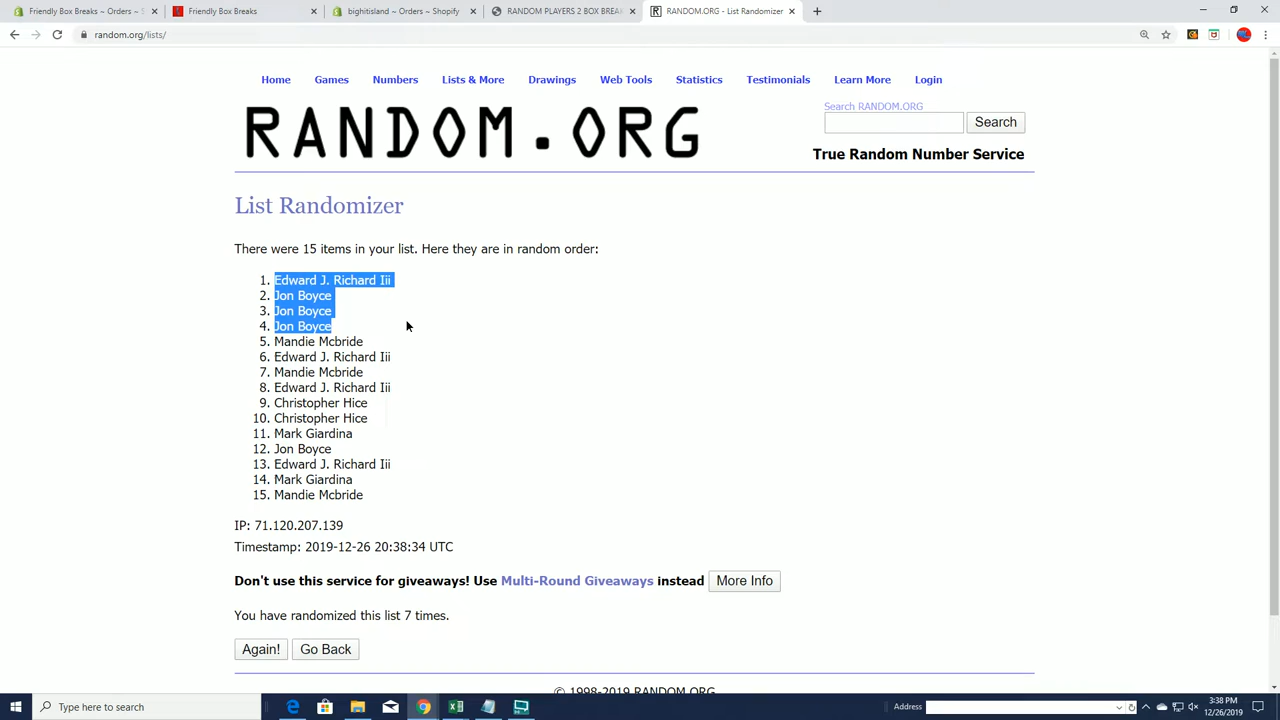 Friendly Box Breaks ~ Orders ~ S
Friendly Box Breaks
bightisland ~ Orders ~ Shopify
RANDOM PLAYERS 2 BOX BREAK
RANDOM.ORG - List Randomizer
random.org/lists/
Home Games Numbers Lists & More Drawings Web Tools Statistics Testimonials Learn More Login
RANDOM.ORG
Search RANDOM.ORG
Search
True Random Number Service
List Randomizer
There were 15 items in your list. Here they are in random order:
1. Edward J. Richard Iii
2. Jon Boyce
3. Jon Boyce
4. Jon Boyce
5. Mandie Mcbride
6. Edward J. Richard Iii
7. Mandie Mcbride
8. Edward J. Richard Iii
9. Christopher Hice
10. Christopher Hice
11. Mark Giardina
12. Jon Boyce
13. Edward J. Richard Iii
14. Mark Giardina
15. Mandie Mcbride
IP: 71.120.207.139
Timestamp: 2019-12-26 20:38:34 UTC
Don't use this service for giveaways! Use Multi-Round Giveaways instead More Info
You have randomized this list 7 times.
Again! Go Back
© 1998-2019 RANDOM.ORG
Type here to search
Address
3:38 PM
12/26/2019